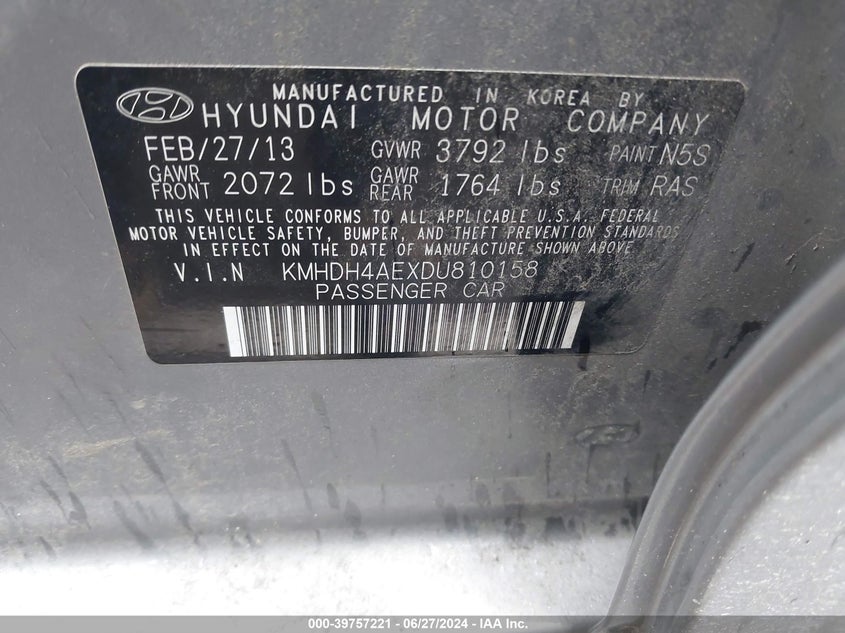 MANUFACTURED IN KOREA BY
HYUNDAI MOTOR COMPANY
FEB/27/13 GVWR 3792 lbs PAINT N5S
GAWR FRONT 2072 lbs GAWR REAR 1764 lbs TRIM RAS
THIS VEHICLE CONFORMS TO ALL APPLICABLE U.S.A. FEDERAL
MOTOR VEHICLE SAFETY, BUMPER, AND THEFT PREVENTION STANDARDS
IN EFFECT ON THE DATE OF MANUFACTURE SHOWN ABOVE.
V.I.N KMHDH4AEXDU810158
PASSENGER CAR
000-39757221 - 06/27/2024 - IAA Inc.